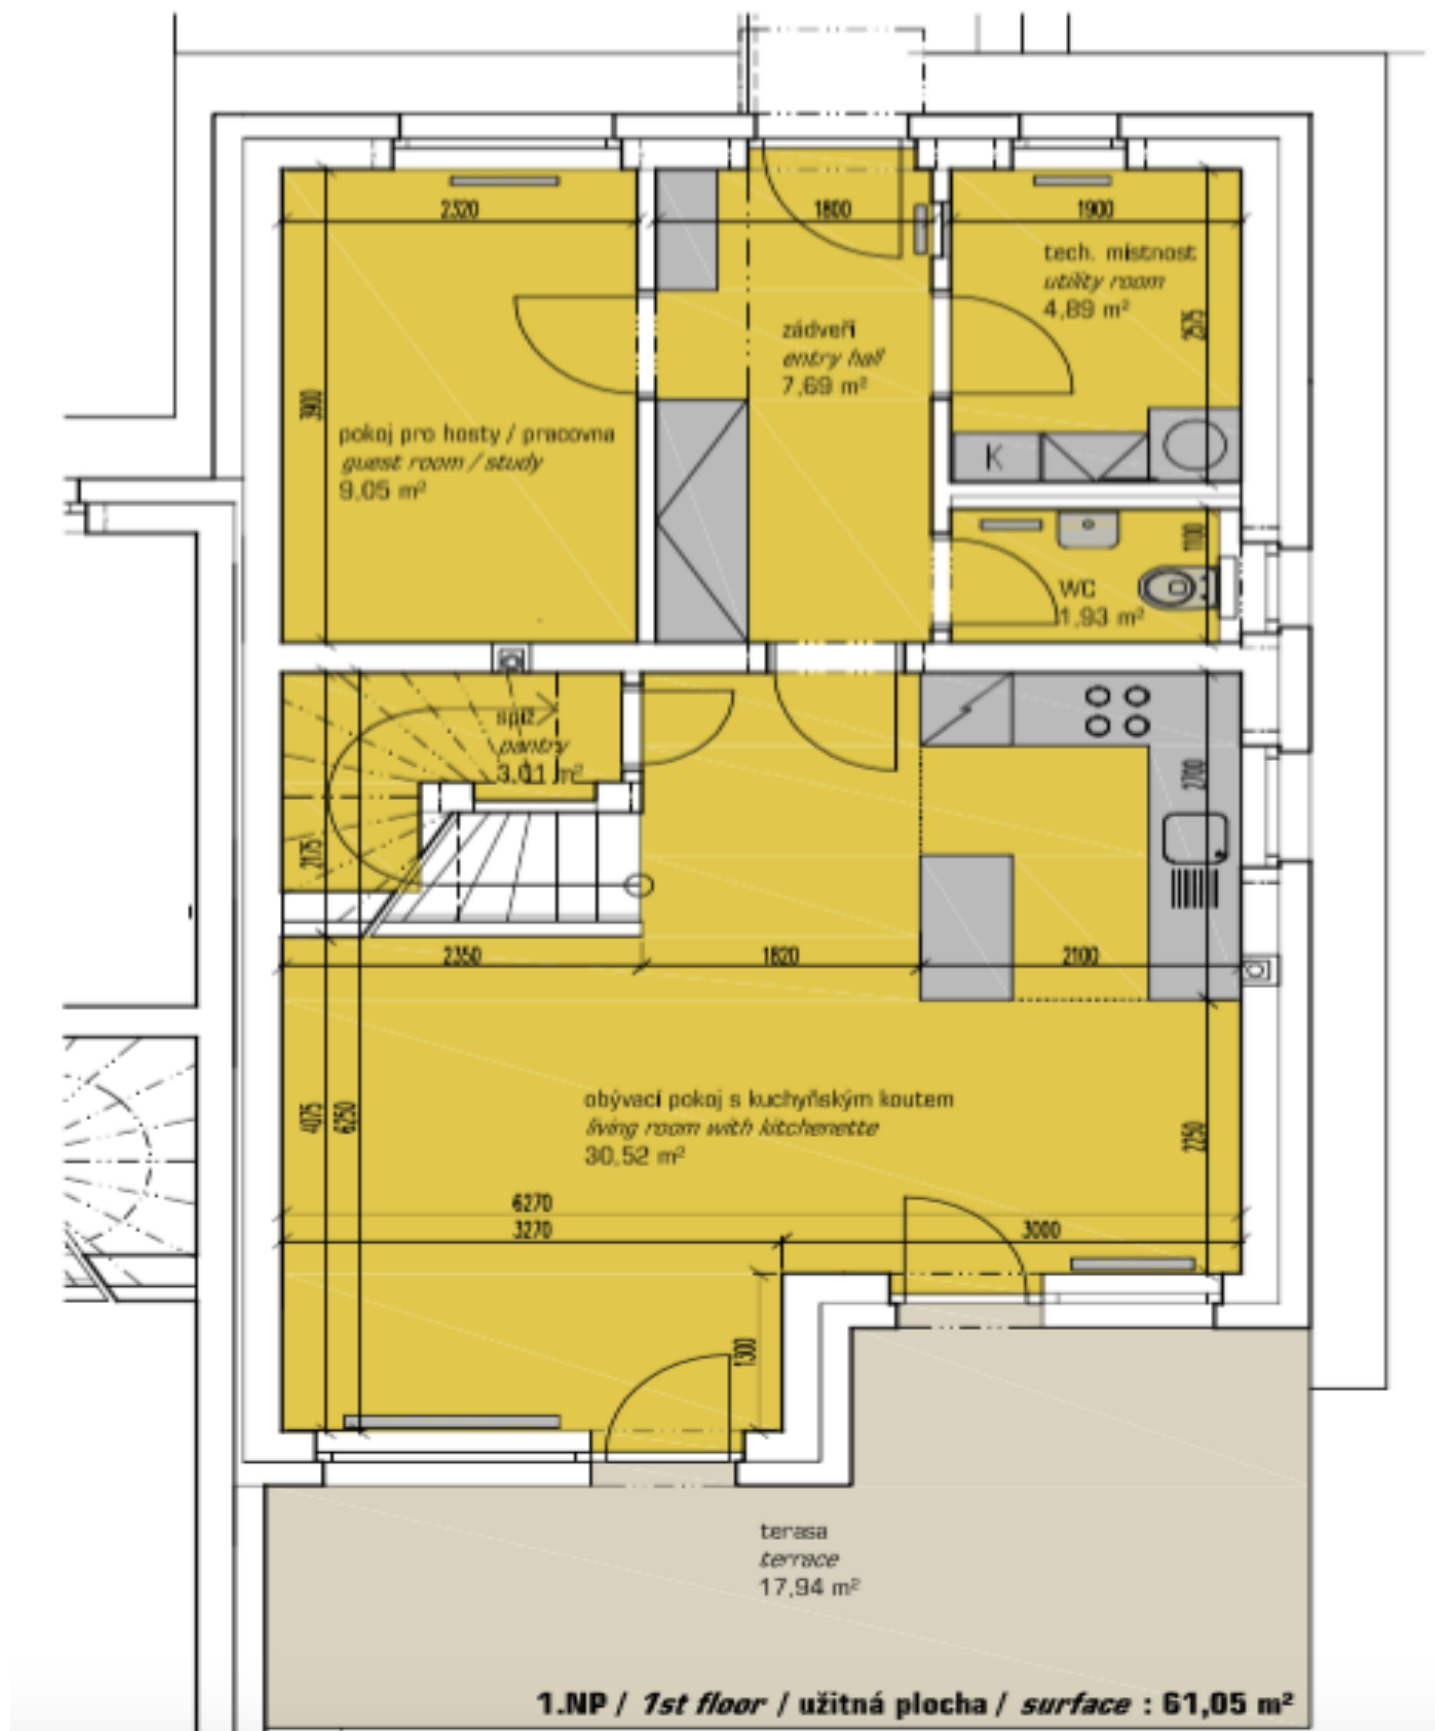 2320
1800
1900
tech. místnost
utility room
4,89 m²
2575
zádveří
entry hall
7,69 m²
3900
pokoj pro hosty / pracovna
guest room / study
9,05 m²
K
1100
WC
1,93 m²
spíž
pantry
3,01 m²
2700
2175
2350
1820
2100
obývací pokoj s kuchyňským koutem
living room with kitchenette
30,52 m²
4075
6250
2250
6270
3270
3000
1300
terasa
terrace
17,94 m²
1.NP / 1st floor / užitná plocha / surface : 61,05 m²